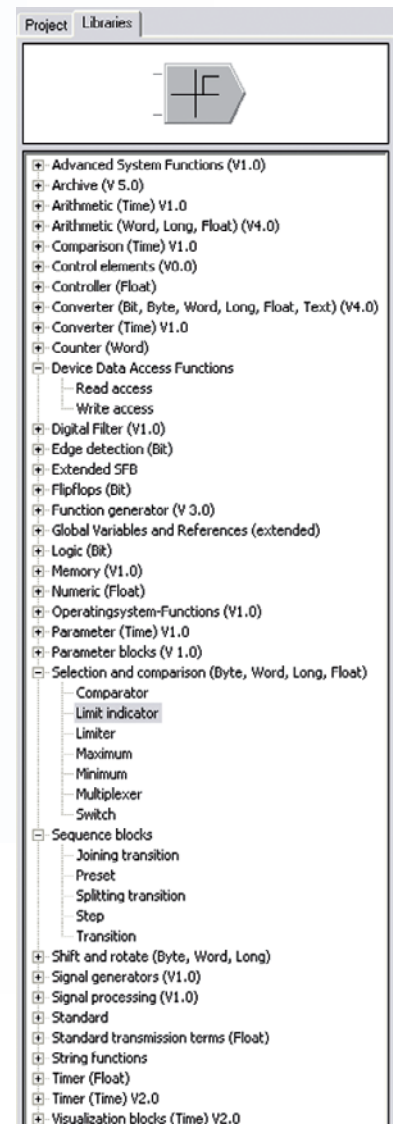 Project Libraries
Advanced System Functions (V1.0)
Archive (V 5.0)
Arithmetic (Time) V1.0
Arithmetic (Word, Long, Float) (V4.0)
Comparison (Time) V1.0
Control elements (V0.0)
Controller (Float)
Converter (Bit, Byte, Word, Long, Float, Text) (V4.0)
Converter (Time) V1.0
Counter (Word)
Device Data Access Functions
Read access
Write access
Digital Filter (V1.0)
Edge detection (Bit)
Extended SFB
Flipflops (Bit)
Function generator (V 3.0)
Global Variables and References (extended)
Logic (Bit)
Memory (V1.0)
Numeric (Float)
Operatingsystem-Functions (V1.0)
Parameter (Time) V1.0
Parameter blocks (V 1.0)
Selection and comparison (Byte, Word, Long, Float)
Comparator
Limit indicator
Limiter
Maximum
Minimum
Multiplexer
Switch
Sequence blocks
Joining transition
Preset
Splitting transition
Step
Transition
Shift and rotate (Byte, Word, Long)
Signal generators (V1.0)
Signal processing (V1.0)
Standard
Standard transmission terms (Float)
String functions
Timer (Float)
Timer (Time) V2.0
Visualization blocks (Time) V2.0